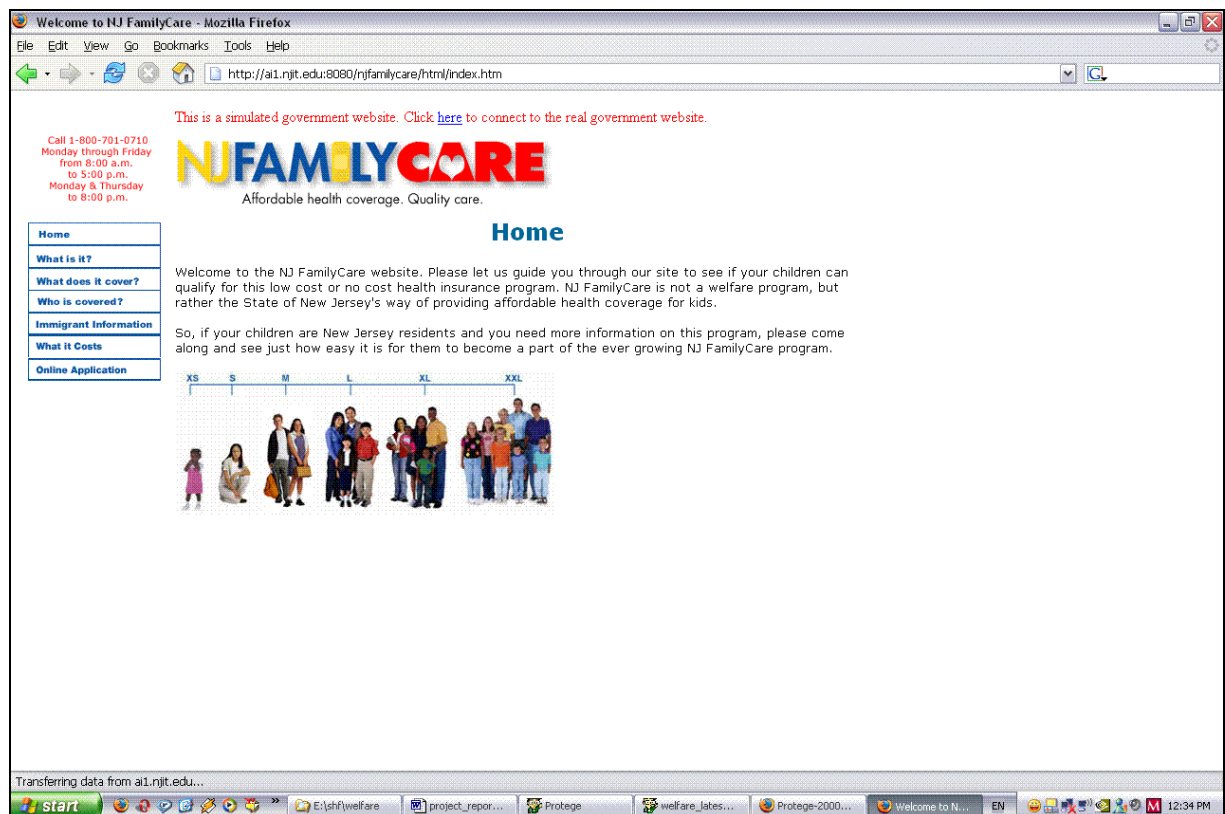 Welcome to NJ FamilyCare - Mozilla Firefox
File Edit View Go Bookmarks Tools Help
http://ai1.njit.edu:8080/njfamilycare/html/index.htm
G
This is a simulated government website. Click here to connect to the real government website.
Call 1-800-701-0710
Monday through Friday
from 8:00 a.m.
to 5:00 p.m.
Monday & Thursday
to 8:00 p.m.
NJFAMILYCARE
Affordable health coverage. Quality care.
Home
What is it?
What does it cover?
Who is covered?
Immigrant Information
What it Costs
Online Application
Home
Welcome to the NJ FamilyCare website. Please let us guide you through our site to see if your children can
qualify for this low cost or no cost health insurance program. NJ FamilyCare is not a welfare program, but
rather the State of New Jersey's way of providing affordable health coverage for kids.
So, if your children are New Jersey residents and you need more information on this program, please come
along and see just how easy it is for them to become a part of the ever growing NJ FamilyCare program.
XS S M L XL XXL
Transferring data from ai1.njit.edu...
start » E:\shf\welfare project_repor... Protege welfare_lates... Protege-2000... Welcome to N... EN M 12:34 PM